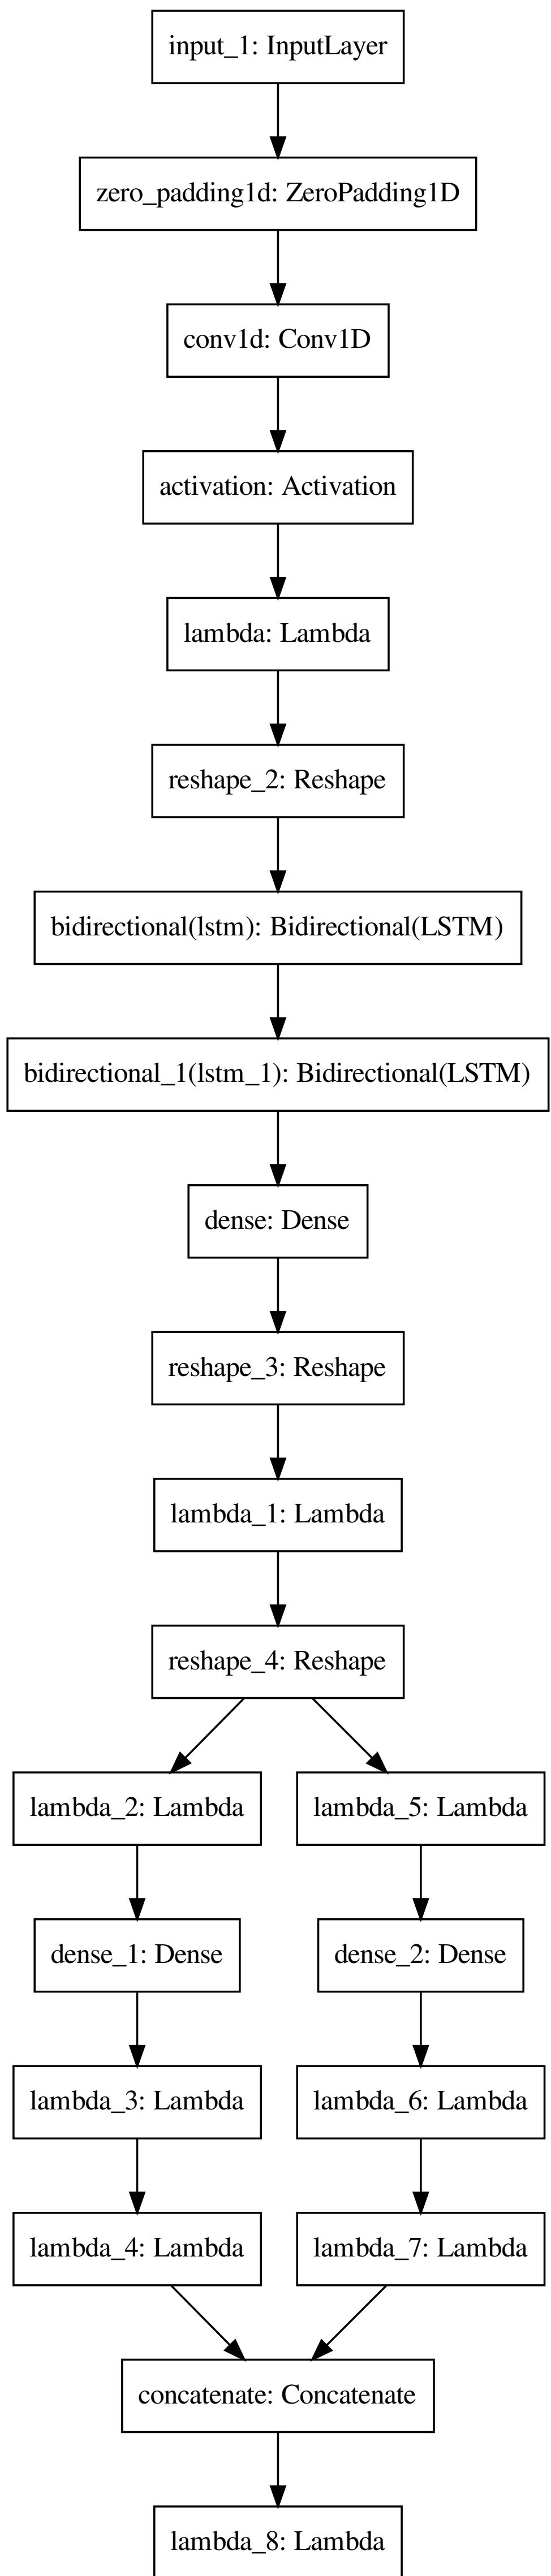 input_1: InputLayer
zero_padding1d: ZeroPadding1D
conv1d: Conv1D
activation: Activation
lambda: Lambda
reshape_2: Reshape
bidirectional(lstm): Bidirectional(LSTM)
bidirectional_1(lstm_1): Bidirectional(LSTM)
dense: Dense
reshape_3: Reshape
lambda_1: Lambda
reshape_4: Reshape
lambda_2: Lambda
lambda_5: Lambda
dense_1: Dense
dense_2: Dense
lambda_3: Lambda
lambda_6: Lambda
lambda_4: Lambda
lambda_7: Lambda
concatenate: Concatenate
lambda_8: Lambda